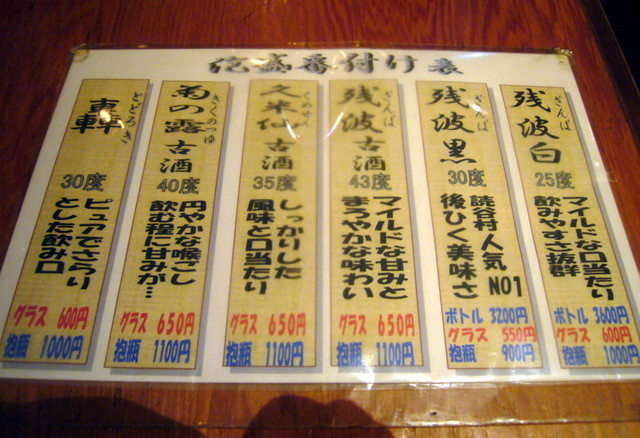 泡盛番付け表
ざんぱ
残波白
25度
マイルドな口当たり
飲みやすさ抜群
ボトル 3600円
グラス 600円
抱瓶 1000円
ざんぱ
残波黒
30度
読谷村人気NO1
後ひく美味さ
ボトル 3200円
グラス 550円
抱瓶 900円
ざんぱ
残波古酒
43度
マイルドな甘みと
まろやかな味わい
グラス 650円
抱瓶 1100円
くめせん
久米仙古酒
35度
しっかりした
風味と口当たり
グラス 650円
抱瓶 1100円
きくのつゆ
菊の露古酒
40度
円やかな喉ごし
飲む程に甘みが…
グラス 650円
抱瓶 1100円
とどろき
轟
30度
ピュアでさらり
とした飲み口
グラス 600円
抱瓶 1000円